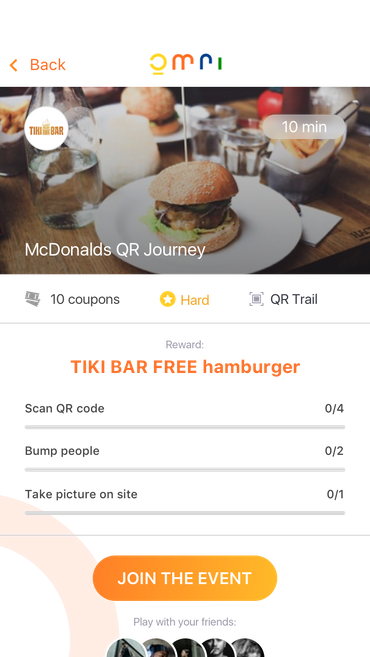 Back
omri
TIKI BAR
10 min
McDonalds QR Journey
10 coupons
Hard
QR Trail
Reward:
TIKI BAR FREE hamburger
Scan QR code
0/4
Bump people
0/2
Take picture on site
0/1
JOIN THE EVENT
Play with your friends: